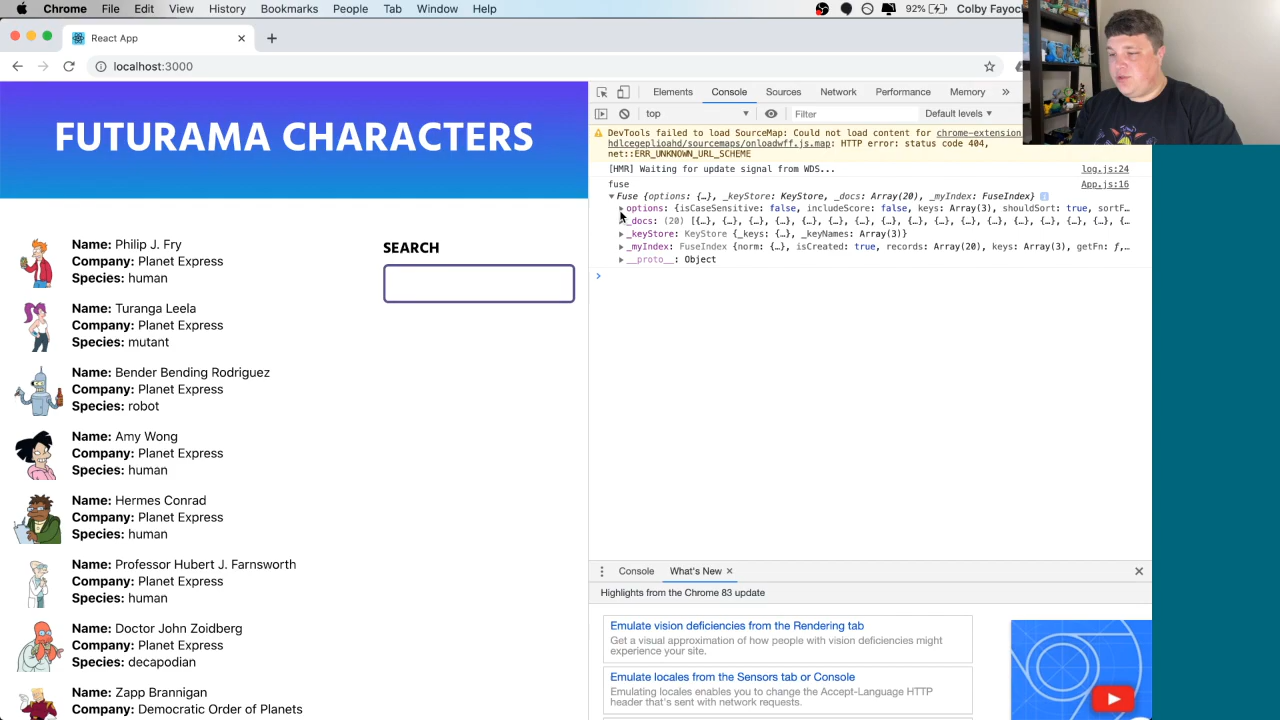 Chrome File Edit View History Bookmarks People Tab Window Help 92% Colby Fayoc
React App
localhost:3000
Elements Console Sources Network Performance Memory »
top Filter Default levels
FUTURAMA CHARACTERS
DevTools failed to load SourceMap: Could not load content for chrome-extension
hdlcegeplioahd/sourcemaps/onloadwff.js.map: HTTP error: status code 404,
net::ERR_UNKNOWN_URL_SCHEME
[HMR] Waiting for update signal from WDS... log.js:24
fuse App.js:16
Fuse {options: {…}, _keyStore: KeyStore, _docs: Array(20), _myIndex: FuseIndex}
options: {isCaseSensitive: false, includeScore: false, keys: Array(3), shouldSort: true, sortF…
_docs: (20) [{…}, {…}, {…}, {…}, {…}, {…}, {…}, {…}, {…}, {…}, {…}, {…}, {…}, {…}, {…}, {…},
_keyStore: KeyStore {_keys: {…}, _keyNames: Array(3)}
_myIndex: FuseIndex {norm: {…}, isCreated: true, records: Array(20), keys: Array(3), getFn: ƒ,…
__proto__: Object
Name: Philip J. Fry
Company: Planet Express
Species: human
SEARCH
Name: Turanga Leela
Company: Planet Express
Species: mutant
Name: Bender Bending Rodriguez
Company: Planet Express
Species: robot
Name: Amy Wong
Company: Planet Express
Species: human
Name: Hermes Conrad
Company: Planet Express
Species: human
Name: Professor Hubert J. Farnsworth
Company: Planet Express
Species: human
Name: Doctor John Zoidberg
Company: Planet Express
Species: decapodian
Name: Zapp Brannigan
Company: Democratic Order of Planets
Console What's New
Highlights from the Chrome 83 update
Emulate vision deficiencies from the Rendering tab
Get a visual approximation of how people with vision deficiencies might
experience your site.
Emulate locales from the Sensors tab or Console
Emulating locales enables you to change the Accept-Language HTTP
header that's sent with network requests.